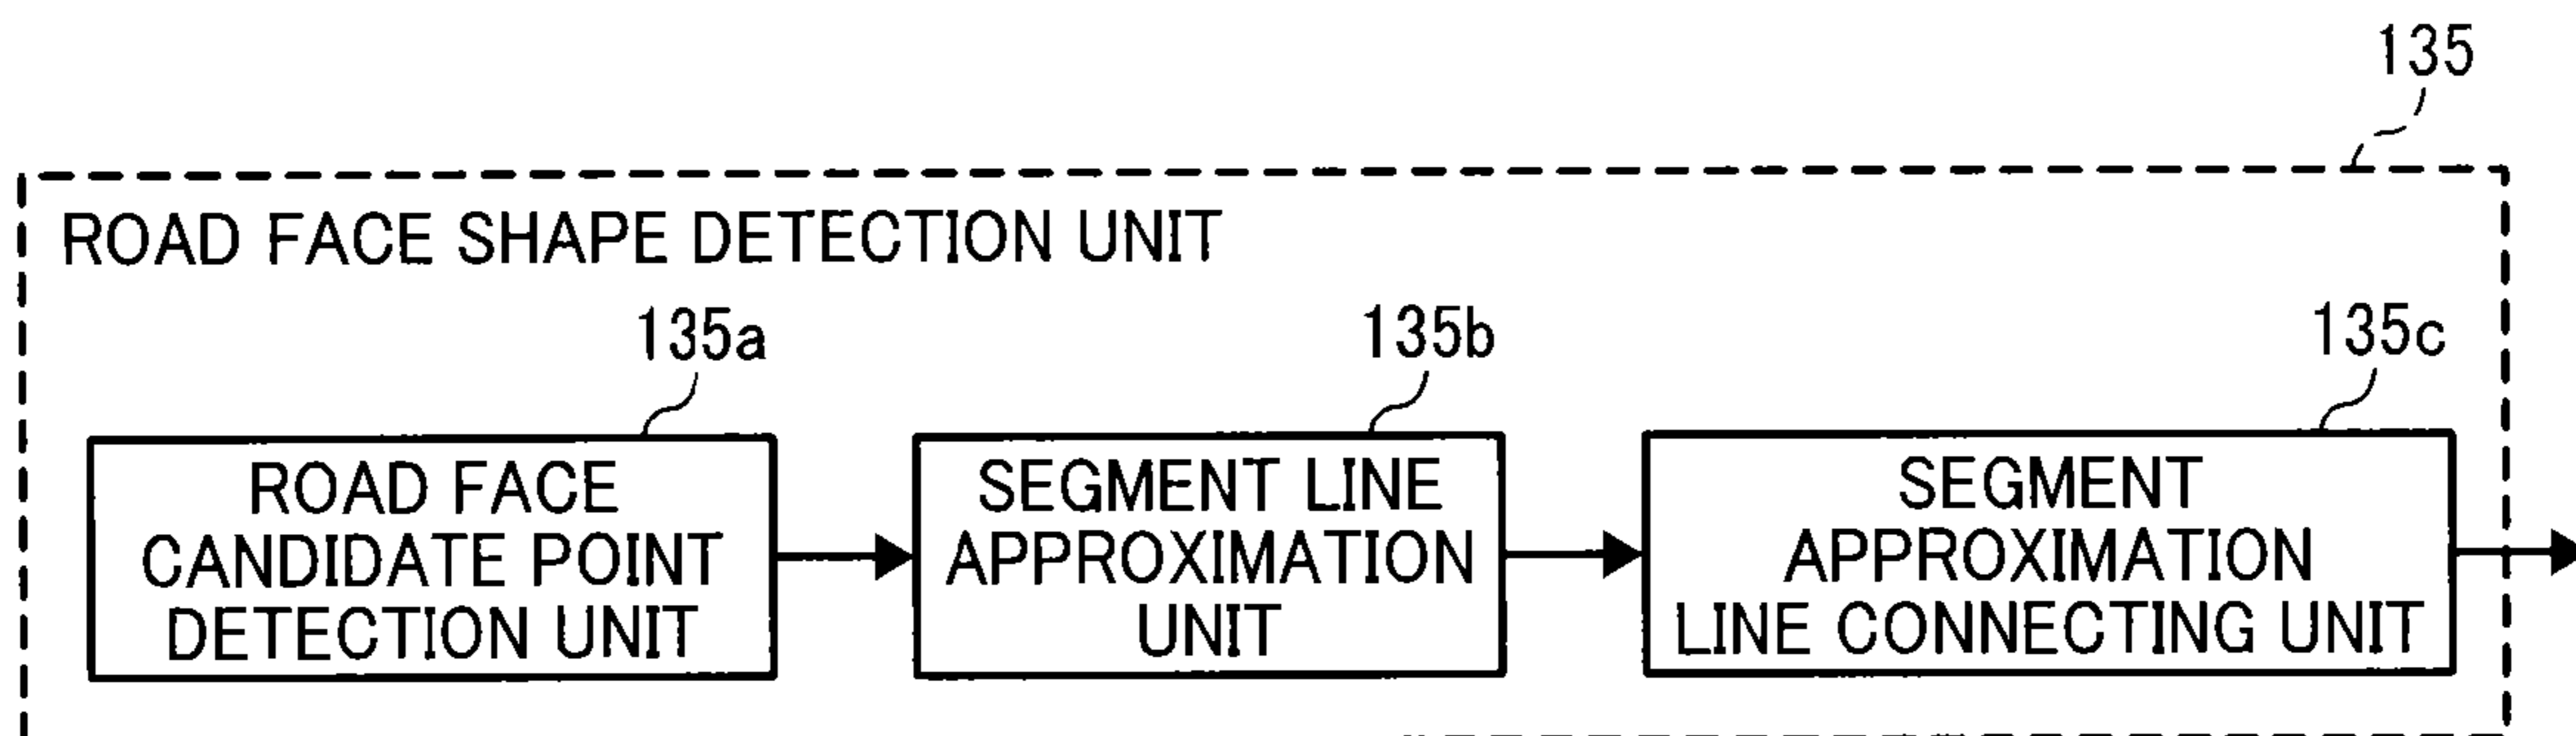 135
ROAD FACE SHAPE DETECTION UNIT
135a
135b
135c
ROAD FACE
CANDIDATE POINT
DETECTION UNIT
SEGMENT LINE
APPROXIMATION
UNIT
SEGMENT
APPROXIMATION
LINE CONNECTING UNIT